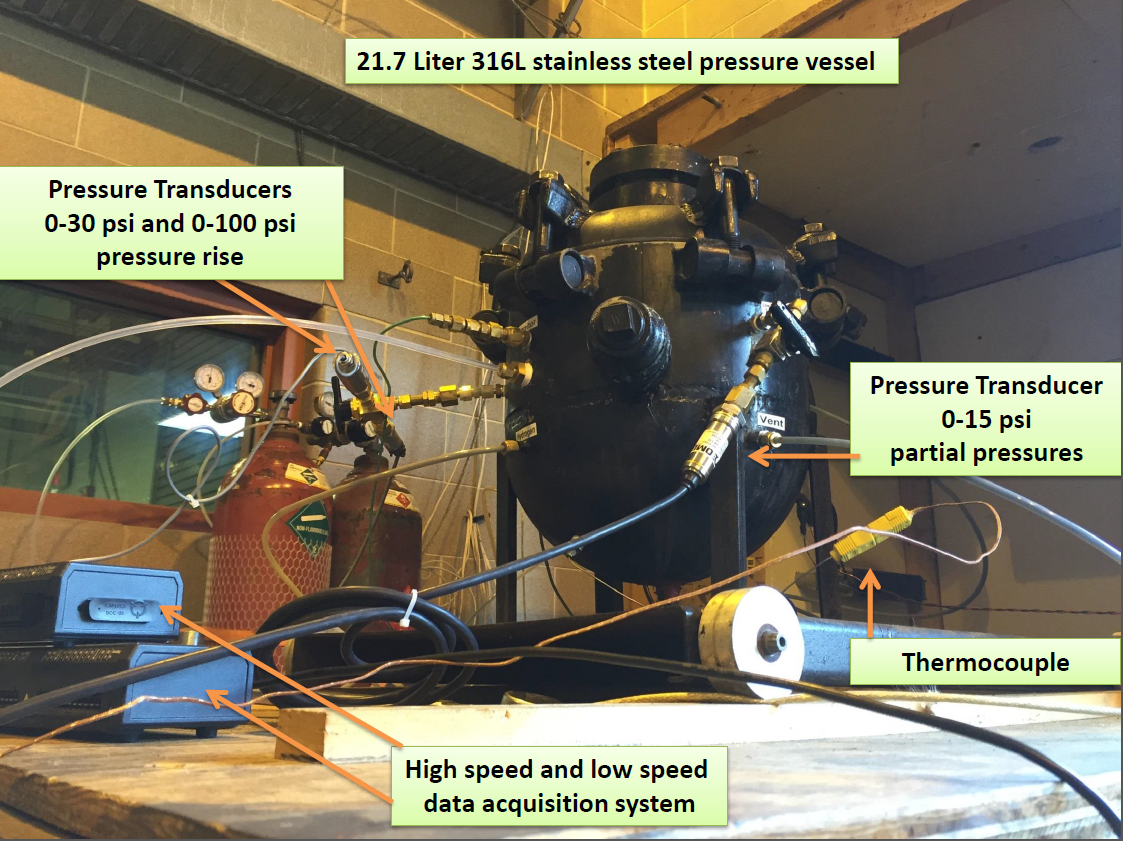 21.7 Liter 316L stainless steel pressure vessel
Pressure Transducers
0-30 psi and 0-100 psi
pressure rise
Pressure Transducer
0-15 psi
partial pressures
Vent
Thermocouple
High speed and low speed
data acquisition system